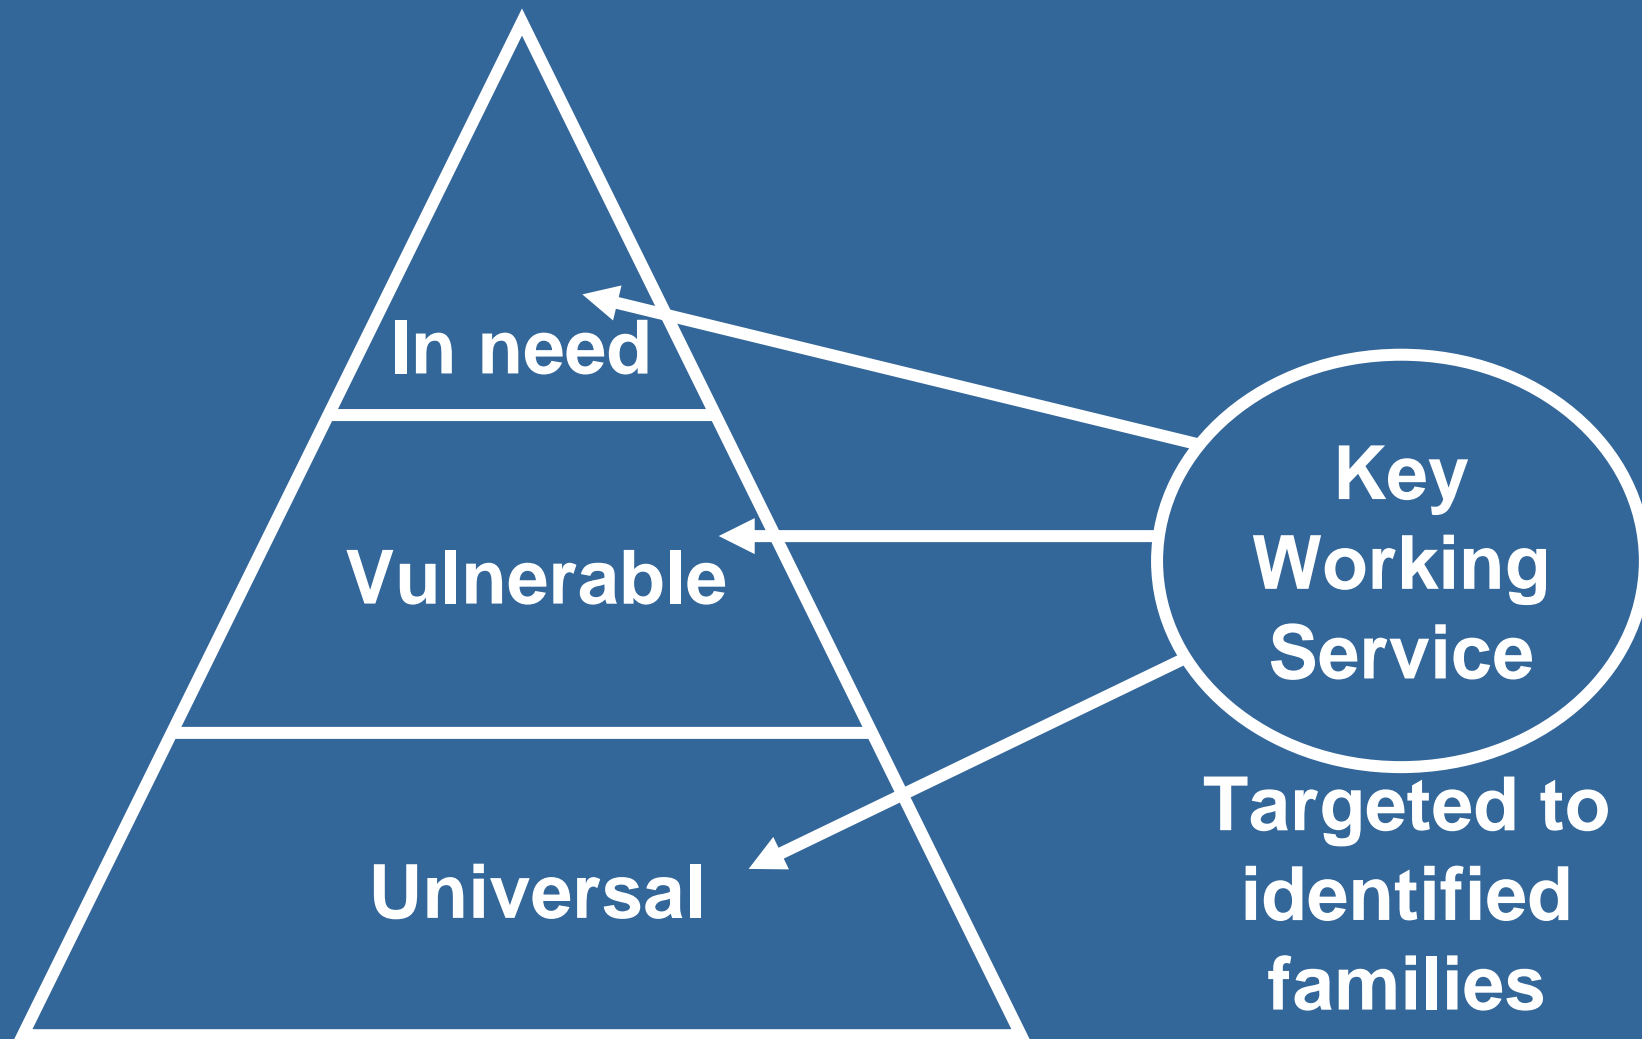 In need
Vulnerable
Universal
Key
Working
Service
Targeted to
identified
families